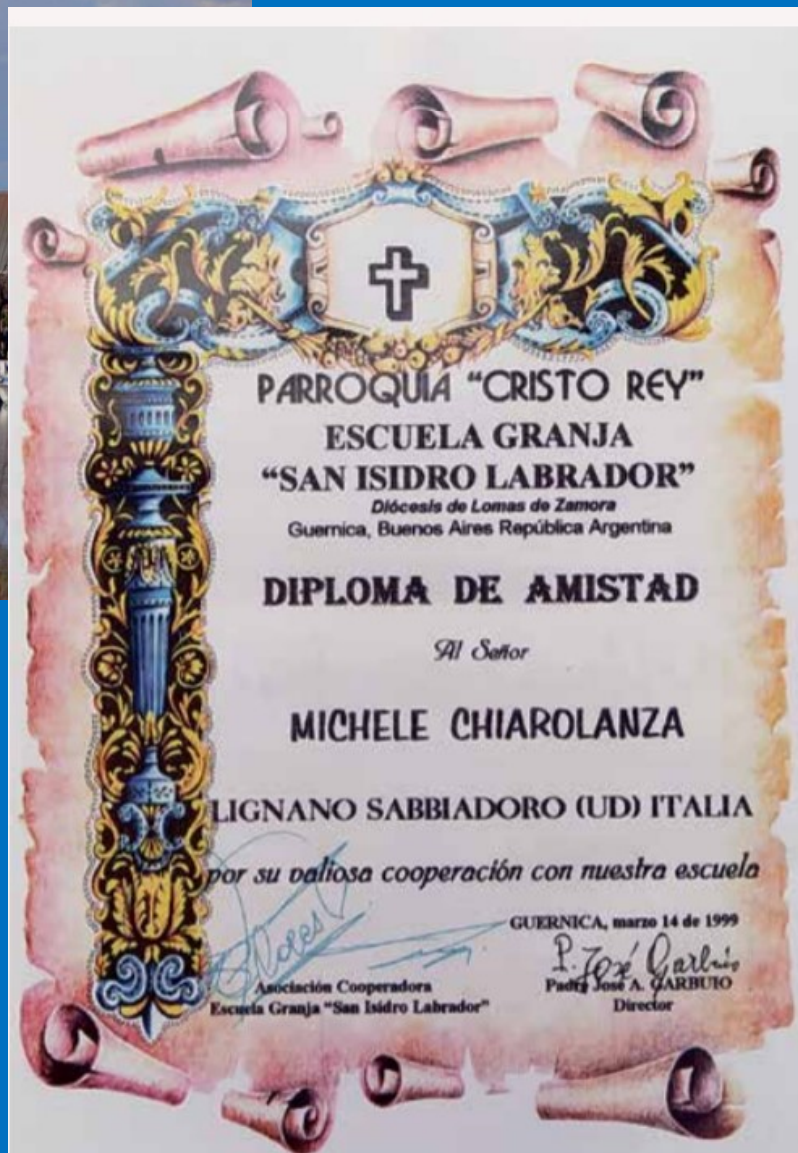 PARROQUIA "CRISTO REY"
ESCUELA GRANJA
"SAN ISIDRO LABRADOR"
Diócesis de Lomas de Zamora
Guernica, Buenos Aires República Argentina
DIPLOMA DE AMISTAD
Al Señor
MICHELE CHIAROLANZA
LIGNANO SABBIADORO (UD) ITALIA
por su valiosa cooperación con nuestra escuela
GUERNICA, marzo 14 de 1999
P. José Garbuio
Asociación Cooperadora
Escuela Granja "San Isidro Labrador"
Padre José A. GARBUIO
Director